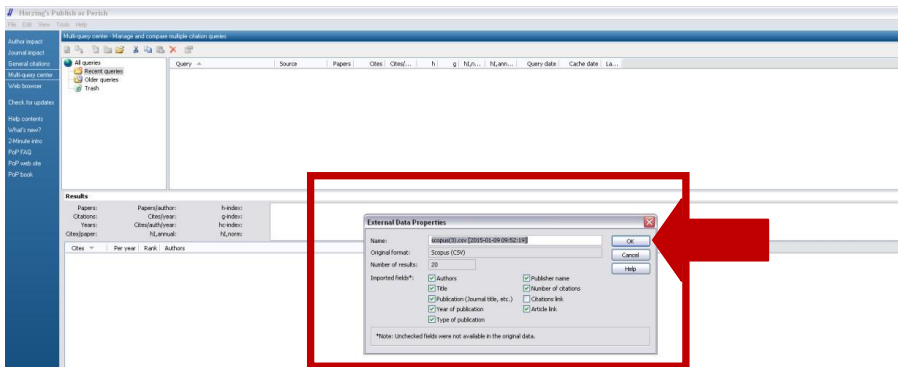 Harzing's Publish or Perish
File Edit View Tools Help
Multi-query center - Manage and compare multiple citation queries
Author impact
Journal impact
General citations
Multi-query center
Web browser
Check for updates
Help contents
What's new?
2-Minute intro
PoP FAQ
PoP web site
PoP book
All queries
Recent queries
Older queries
Trash
Query Source Papers Cites Cites/... h g hI,n... hI,ann... Query date Cache date La...
Results
Papers: Papers/author: h-index:
Citations: Cites/year: g-index:
Years: Cites/auth/year: hc-index:
Cites/paper: hI,annual: hI,norm:
Cites Per year Rank Authors
External Data Properties
Name: scopus(3).csv [2015-01-09 09:52:19] OK
Original format: Scopus (CSV) Cancel
Number of results: 20 Help
Imported fields*: Authors Publisher name
Title Number of citations
Publication (Journal title, etc.) Citations link
Year of publication Article link
Type of publication
*Note: Unchecked fields were not available in the original data.